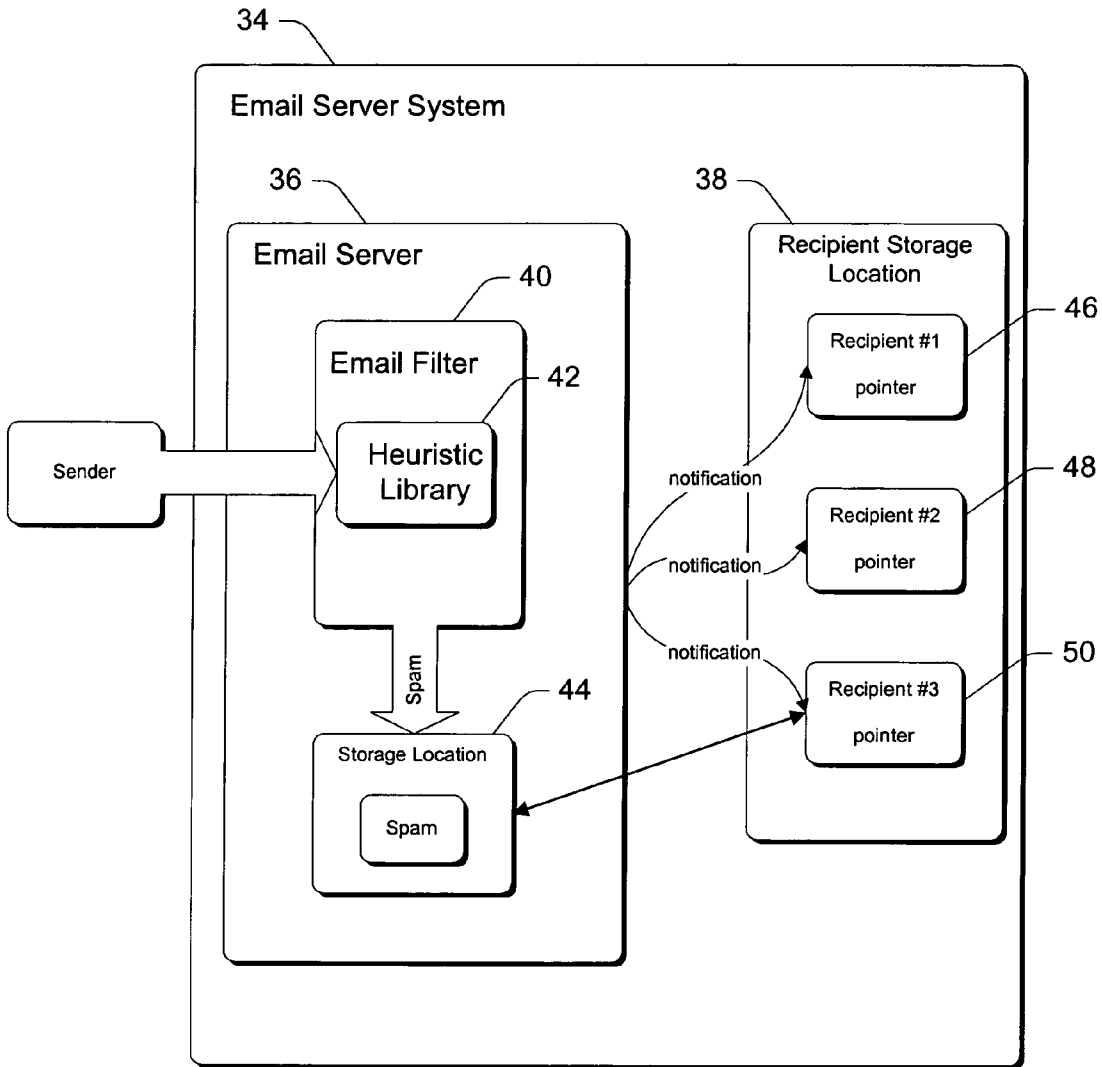 34
Email Server System
36
38
Email Server
Recipient Storage
Location
40
46
Email Filter
Recipient #1
pointer
42
Sender
Heuristic
Library
notification
48
Recipient #2
pointer
notification
notification
50
Spam
44
Recipient #3
pointer
Storage Location
Spam